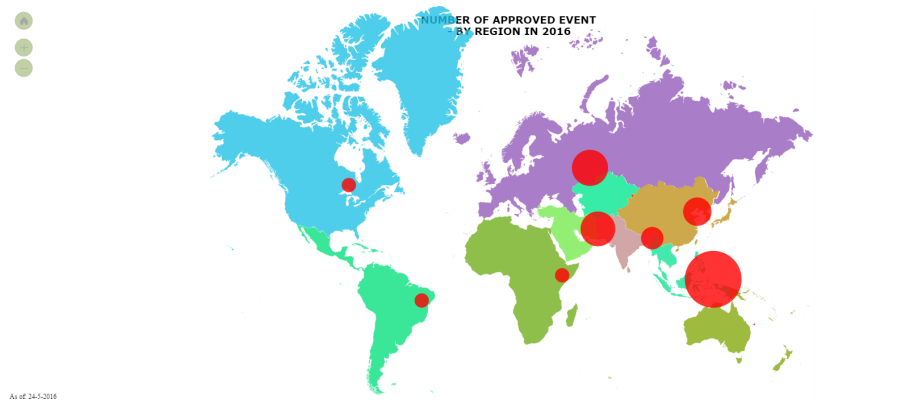 NUMBER OF APPROVED EVENT
- BY REGION IN 2016
As of: 24-5-2016